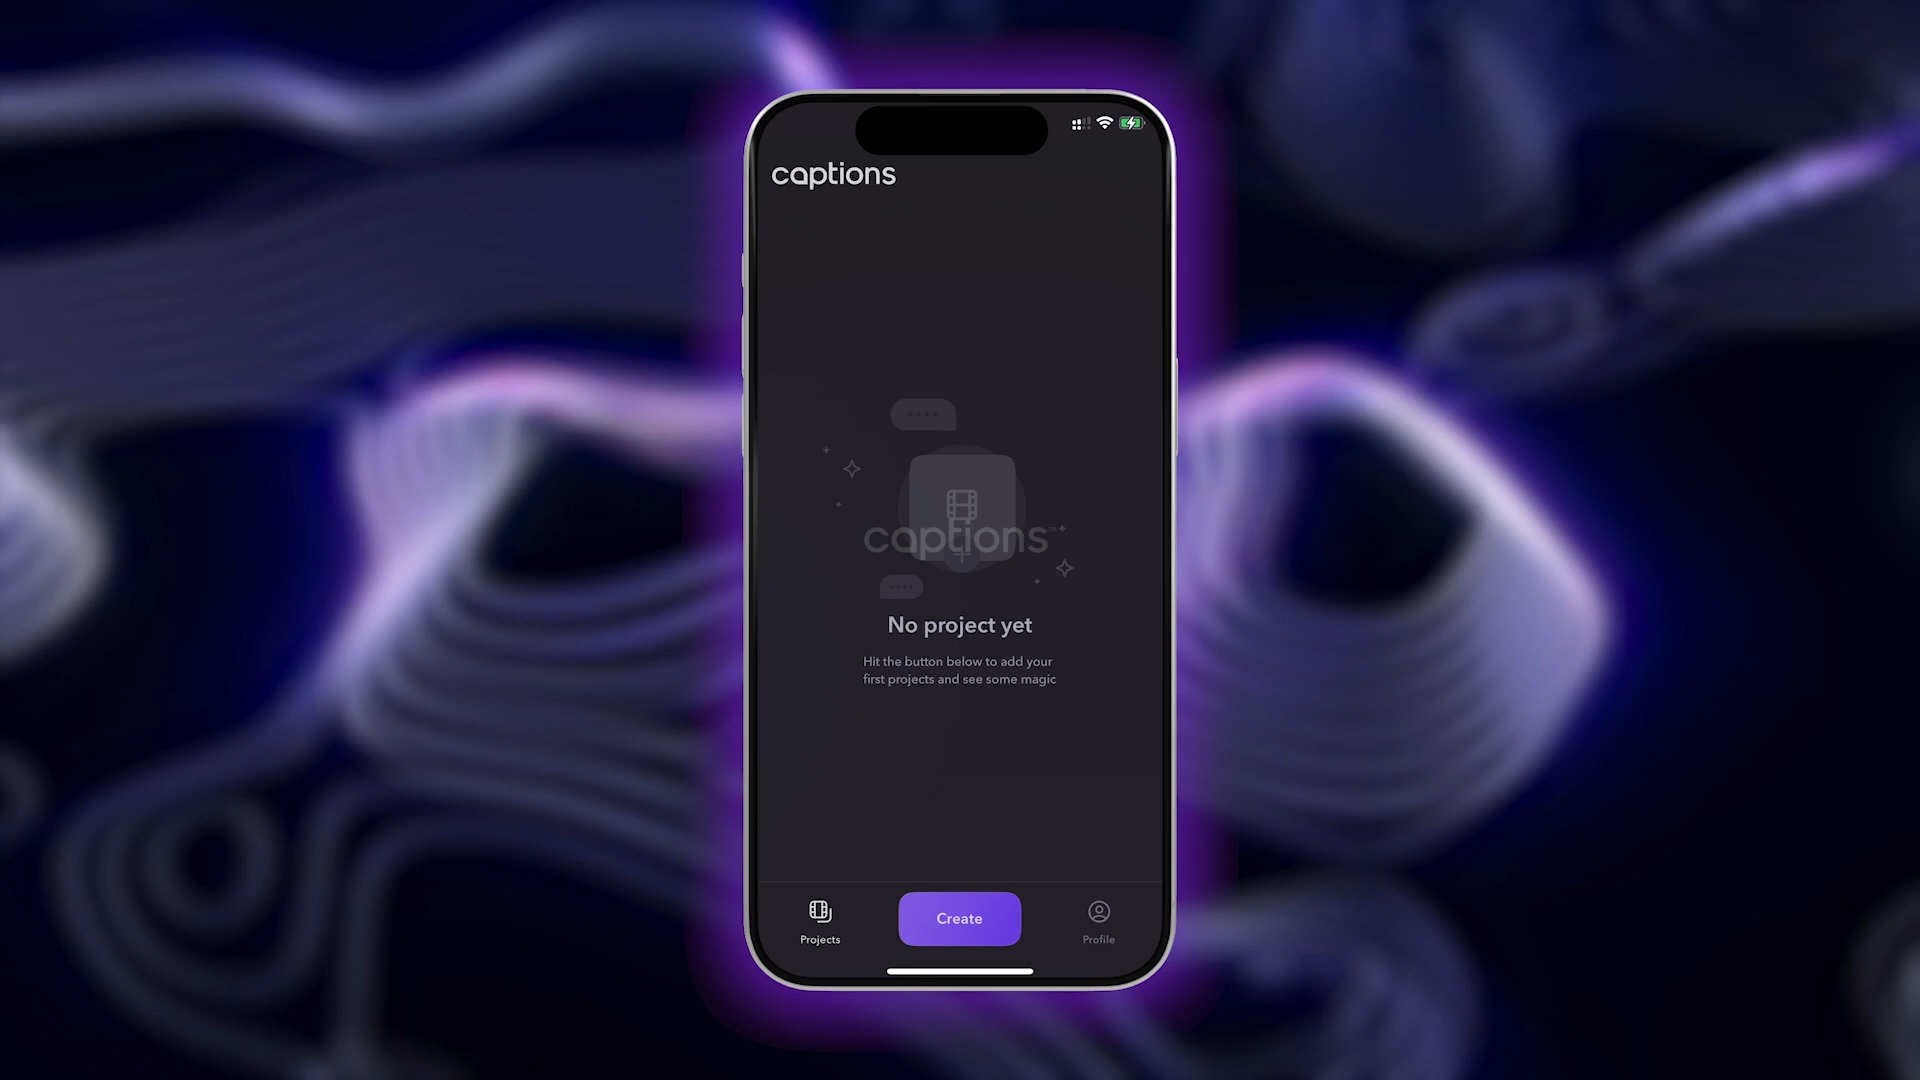 captions
captions™
No project yet
Hit the button below to add your
first projects and see some magic
Projects
Create
Profile